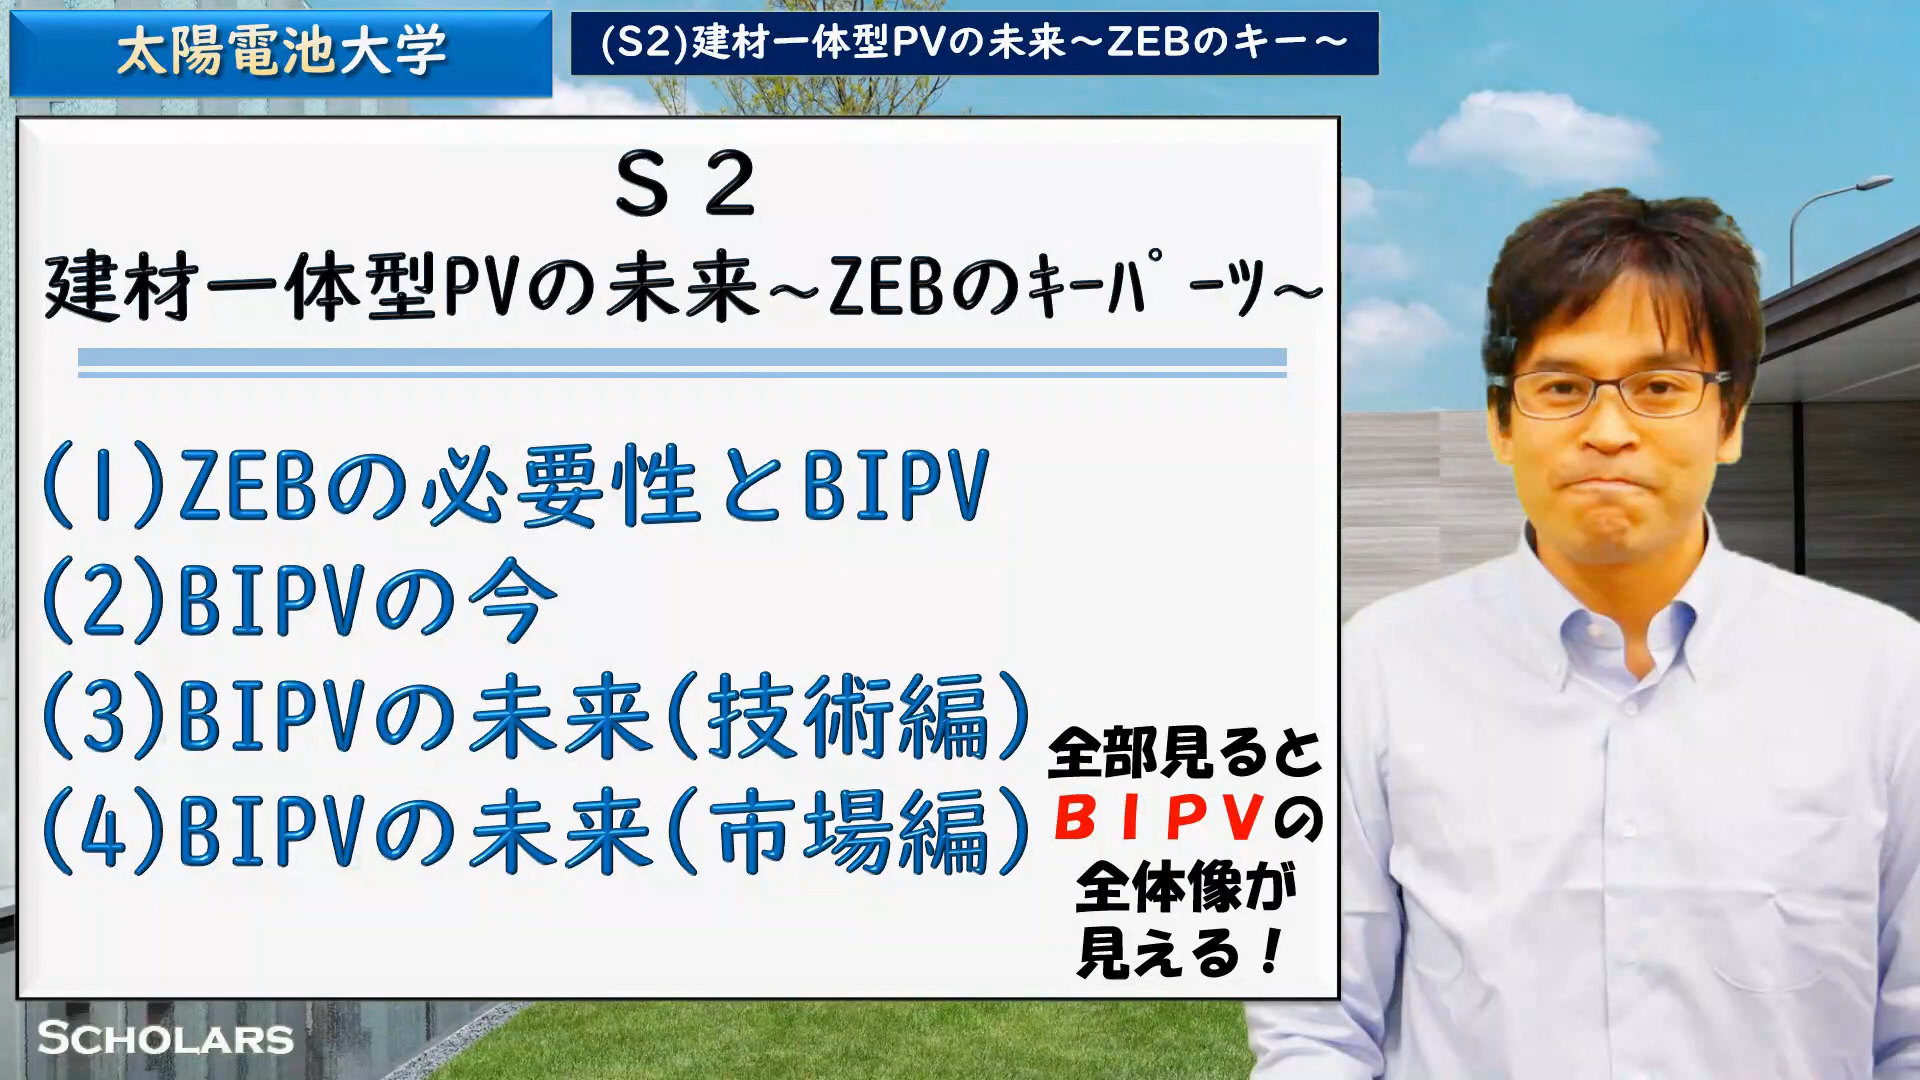 太陽電池大学
(S2)建材一体型PVの未来～ZEBのキー～
S2
建材一体型PVの未来～ZEBのｷｰﾊﾟｰﾂ～
(1)ZEBの必要性とBIPV
(2)BIPVの今
(3)BIPVの未来(技術編)
(4)BIPVの未来(市場編)
全部見ると
BIPVの
全体像が
見える！
SCHOLARS